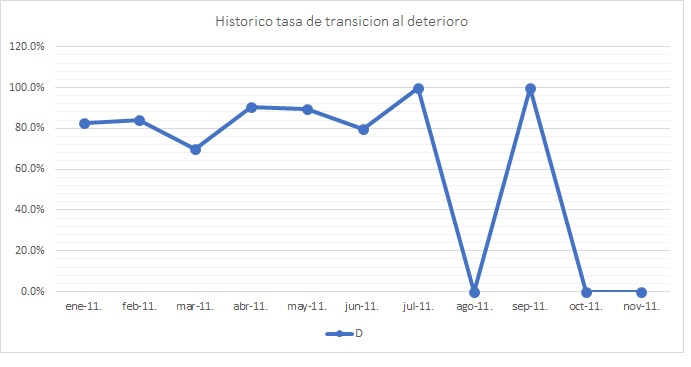 Historico tasa de transicion al deterioro
120.0%
100.0%
80.0%
60.0%
40.0%
20.0%
0.0%
ene-11. feb-11. mar-11. abr-11. may-11. jun-11. jul-11. ago-11. sep-11. oct-11. nov-11.
D